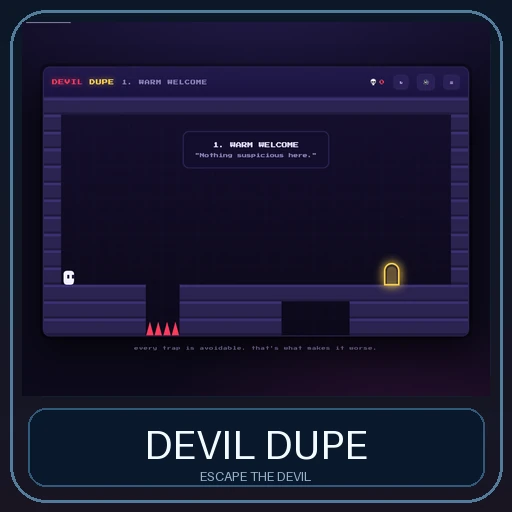 DEVIL DUPE 1. WARM WELCOME 0
1. WARM WELCOME
"Nothing suspicious here."
every trap is avoidable. that's what makes it worse.
DEVIL DUPE
ESCAPE THE DEVIL